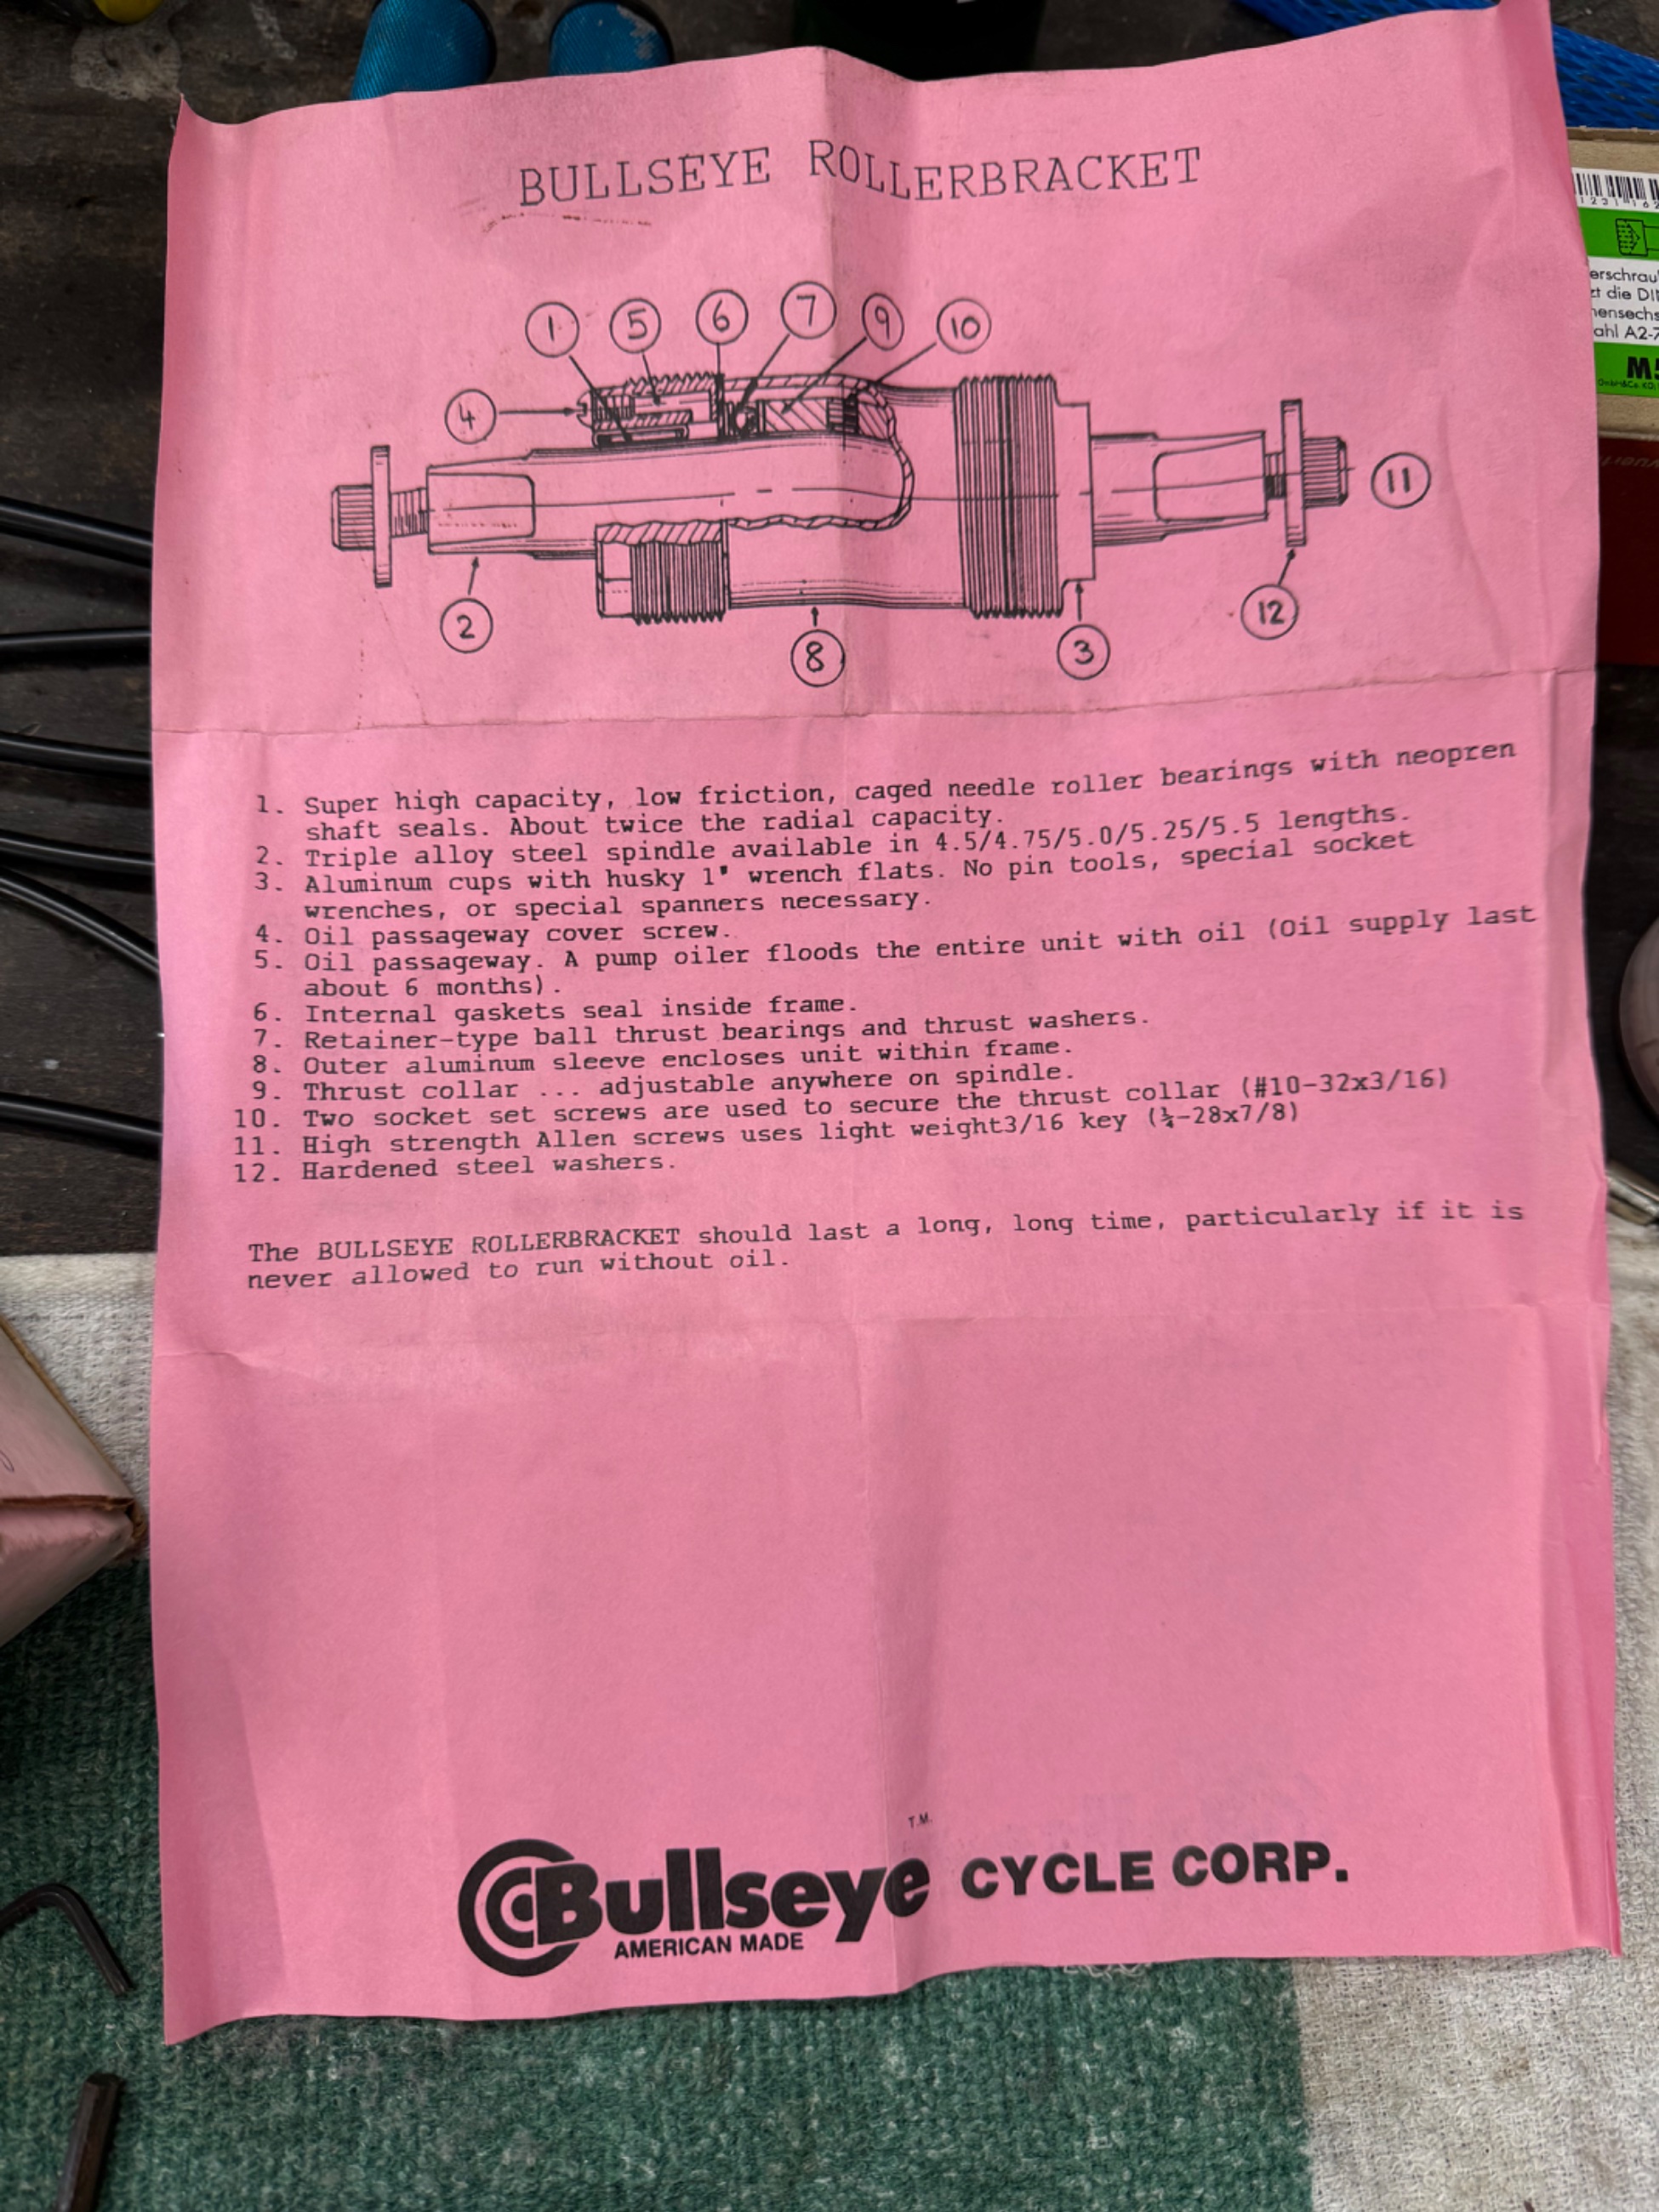 BULLSEYE ROLLERBRACKET
1 5 6 7 9 10
4
11
2
8
3
12
1. Super high capacity, low friction, caged needle roller bearings with neopren
shaft seals. About twice the radial capacity.
2. Triple alloy steel spindle available in 4.5/4.75/5.0/5.25/5.5 lengths.
3. Aluminum cups with husky 1" wrench flats. No pin tools, special socket
wrenches, or special spanners necessary.
4. Oil passageway cover screw.
5. Oil passageway. A pump oiler floods the entire unit with oil (Oil supply last
about 6 months).
6. Internal gaskets seal inside frame.
7. Retainer-type ball thrust bearings and thrust washers.
8. Outer aluminum sleeve encloses unit within frame.
9. Thrust collar ... adjustable anywhere on spindle.
10. Two socket set screws are used to secure the thrust collar (#10-32x3/16)
11. High strength Allen screws uses light weight3/16 key (¼-28x7/8)
12. Hardened steel washers.
The BULLSEYE ROLLERBRACKET should last a long, long time, particularly if it is
never allowed to run without oil.
T.M.
Bullseye CYCLE CORP.
AMERICAN MADE
erschrau
t die DI
nensechs
ahl A2-7
M5